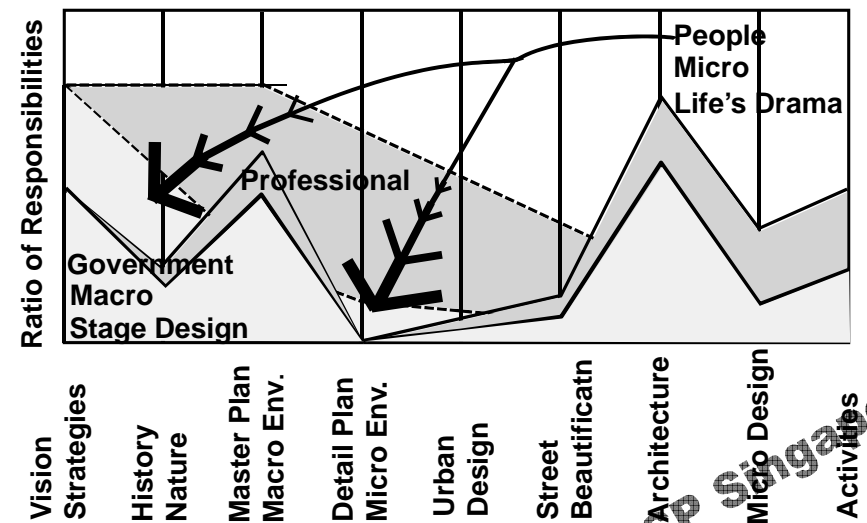 Ratio of Responsibilities
People
Micro
Life's Drama
Professional
Government
Macro
Stage Design
Vision
Strategies
History
Nature
Master Plan
Macro Env.
Detail Plan
Micro Env.
Urban
Design
Street
Beautificatn
Architecture
Micro Design
Activities